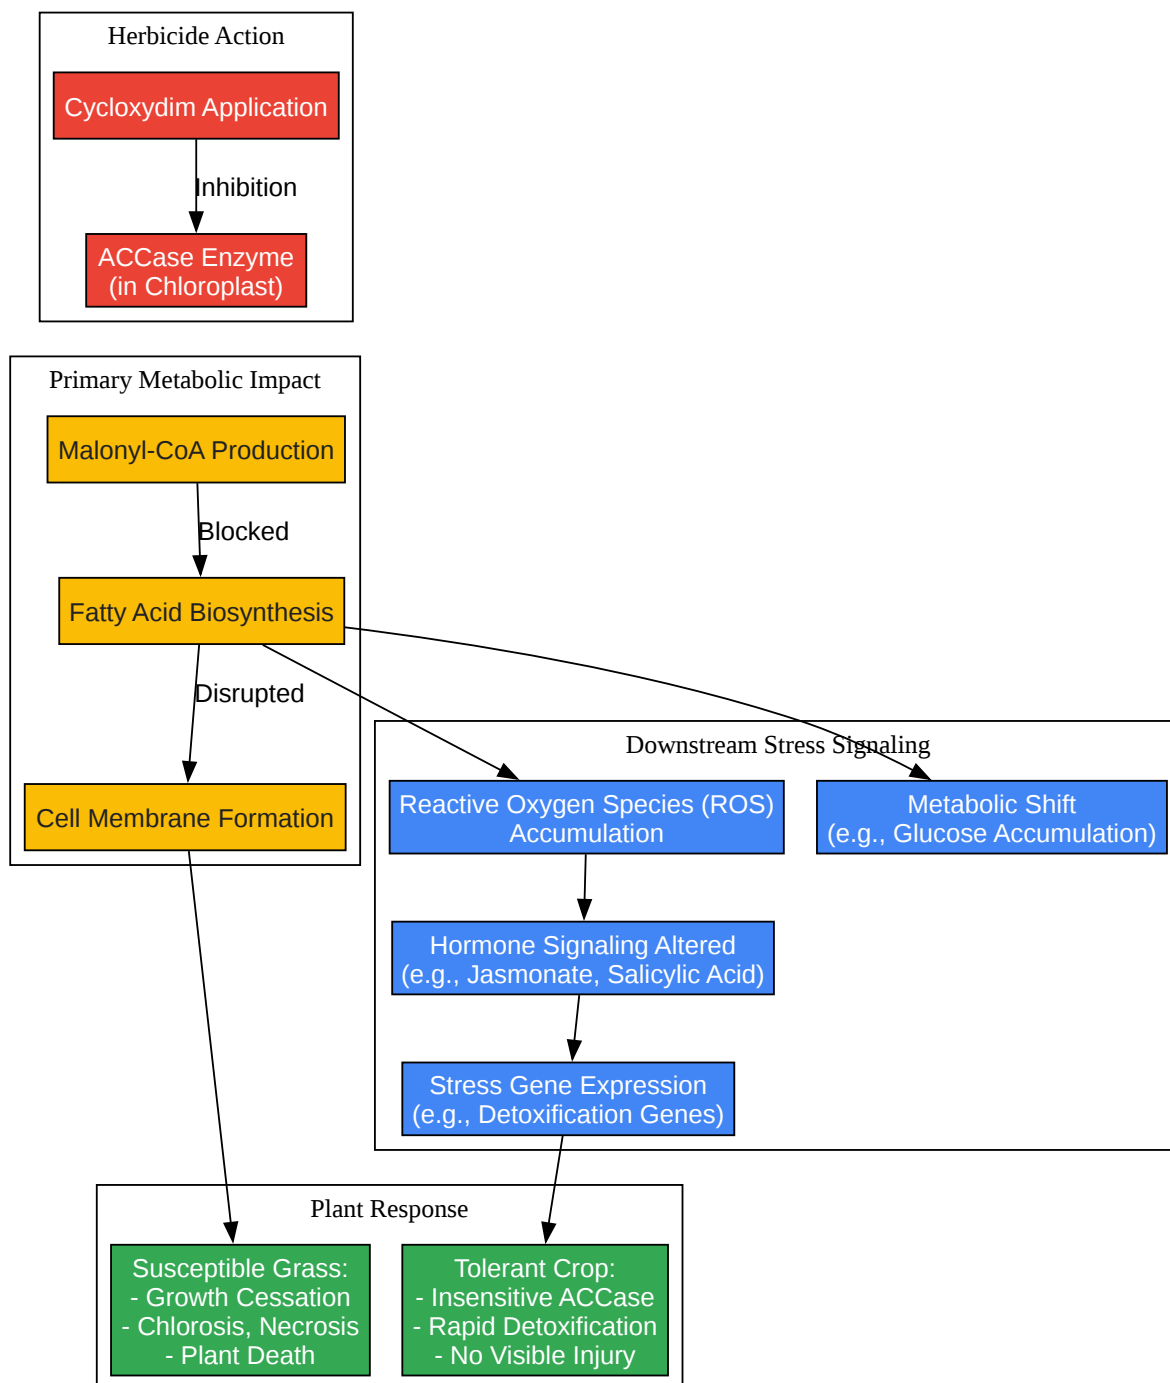 Herbicide Action
Cycloxydim Application
Inhibition
ACCase Enzyme
(in Chloroplast)
Primary Metabolic Impact
Malonyl-CoA Production
Blocked
Fatty Acid Biosynthesis
Disrupted
Cell Membrane Formation
Downstream Stress Signaling
Reactive Oxygen Species (ROS)
Accumulation
Metabolic Shift
(e.g., Glucose Accumulation)
Hormone Signaling Altered
(e.g., Jasmonate, Salicylic Acid)
Stress Gene Expression
(e.g., Detoxification Genes)
Plant Response
Susceptible Grass:
- Growth Cessation
- Chlorosis, Necrosis
- Plant Death
Tolerant Crop:
- Insensitive ACCase
- Rapid Detoxification
- No Visible Injury